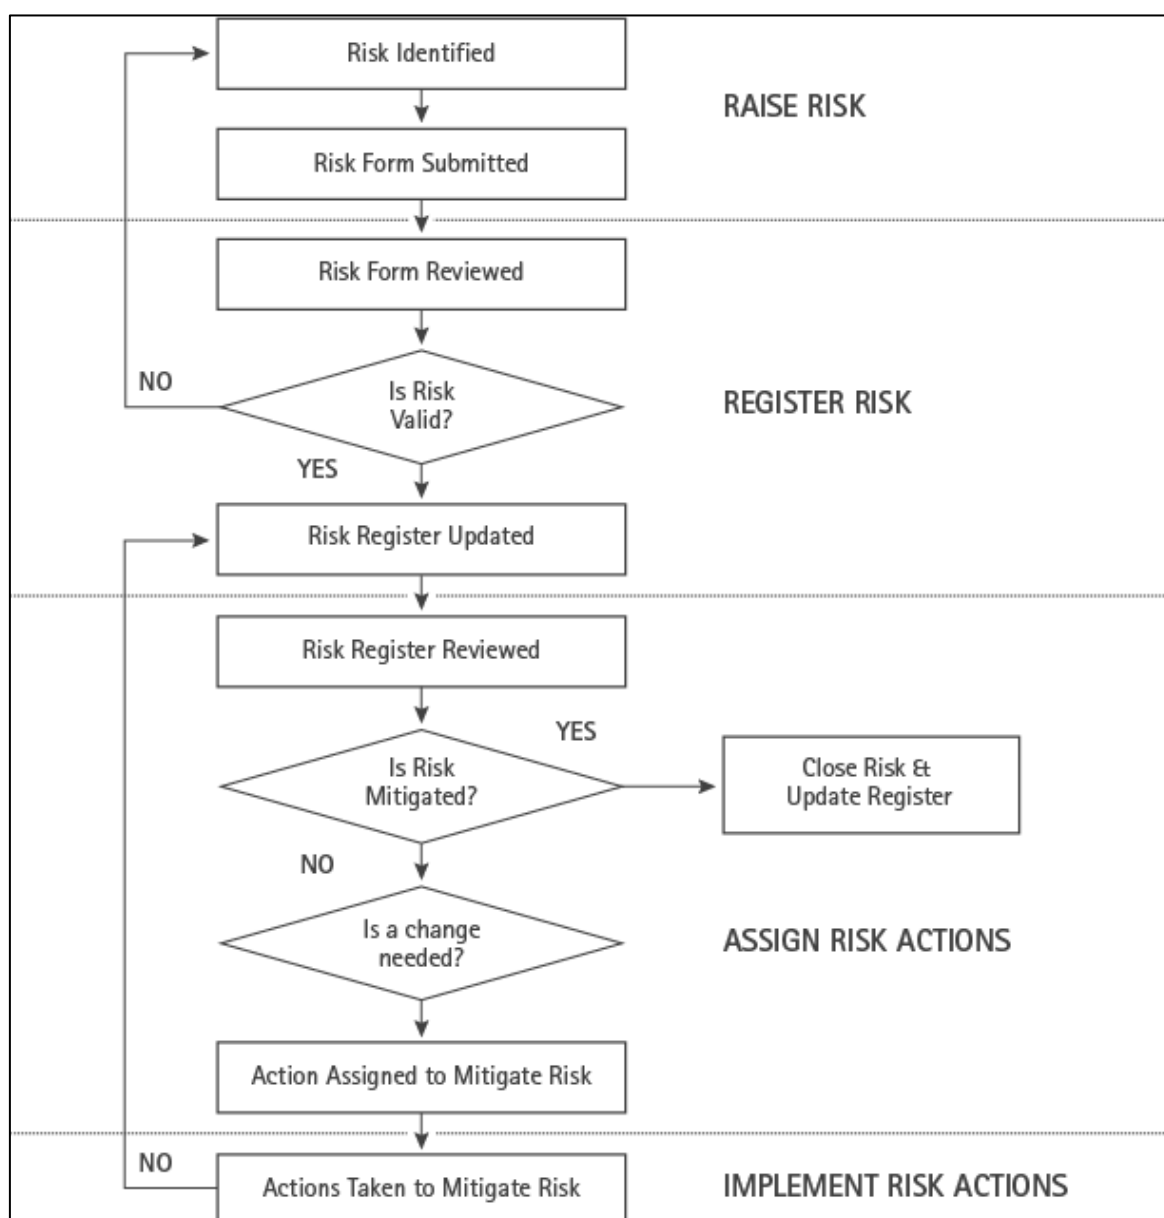 Risk Identified
RAISE RISK
Risk Form Submitted
Risk Form Reviewed
NO
Is Risk
Valid?
REGISTER RISK
YES
Risk Register Updated
Risk Register Reviewed
YES
Is Risk
Mitigated?
Close Risk &
Update Register
NO
Is a change
needed?
ASSIGN RISK ACTIONS
Action Assigned to Mitigate Risk
NO
Actions Taken to Mitigate Risk
IMPLEMENT RISK ACTIONS